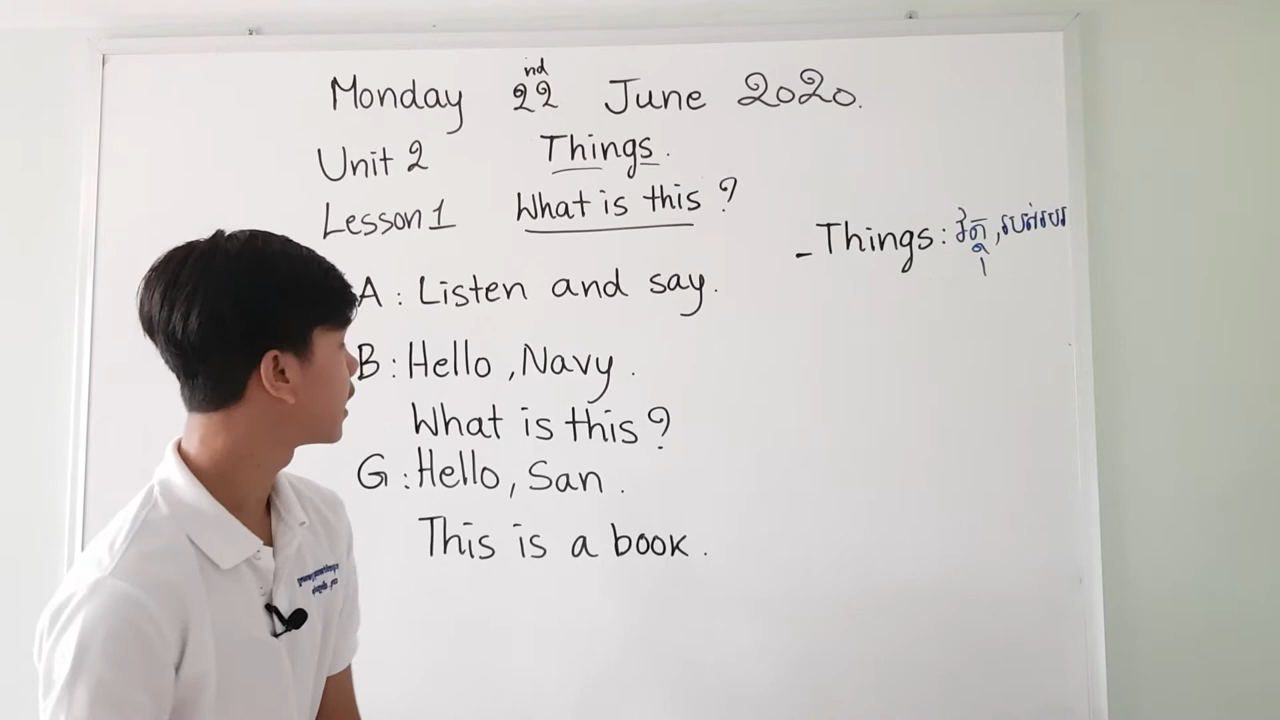 Monday 22nd June 2020.
Unit 2 Things.
Lesson 1 What is this?
- Things: វត្ថុ, របស់របរ
A: Listen and say.
B: Hello, Navy.
What is this?
G: Hello, San.
This is a book.